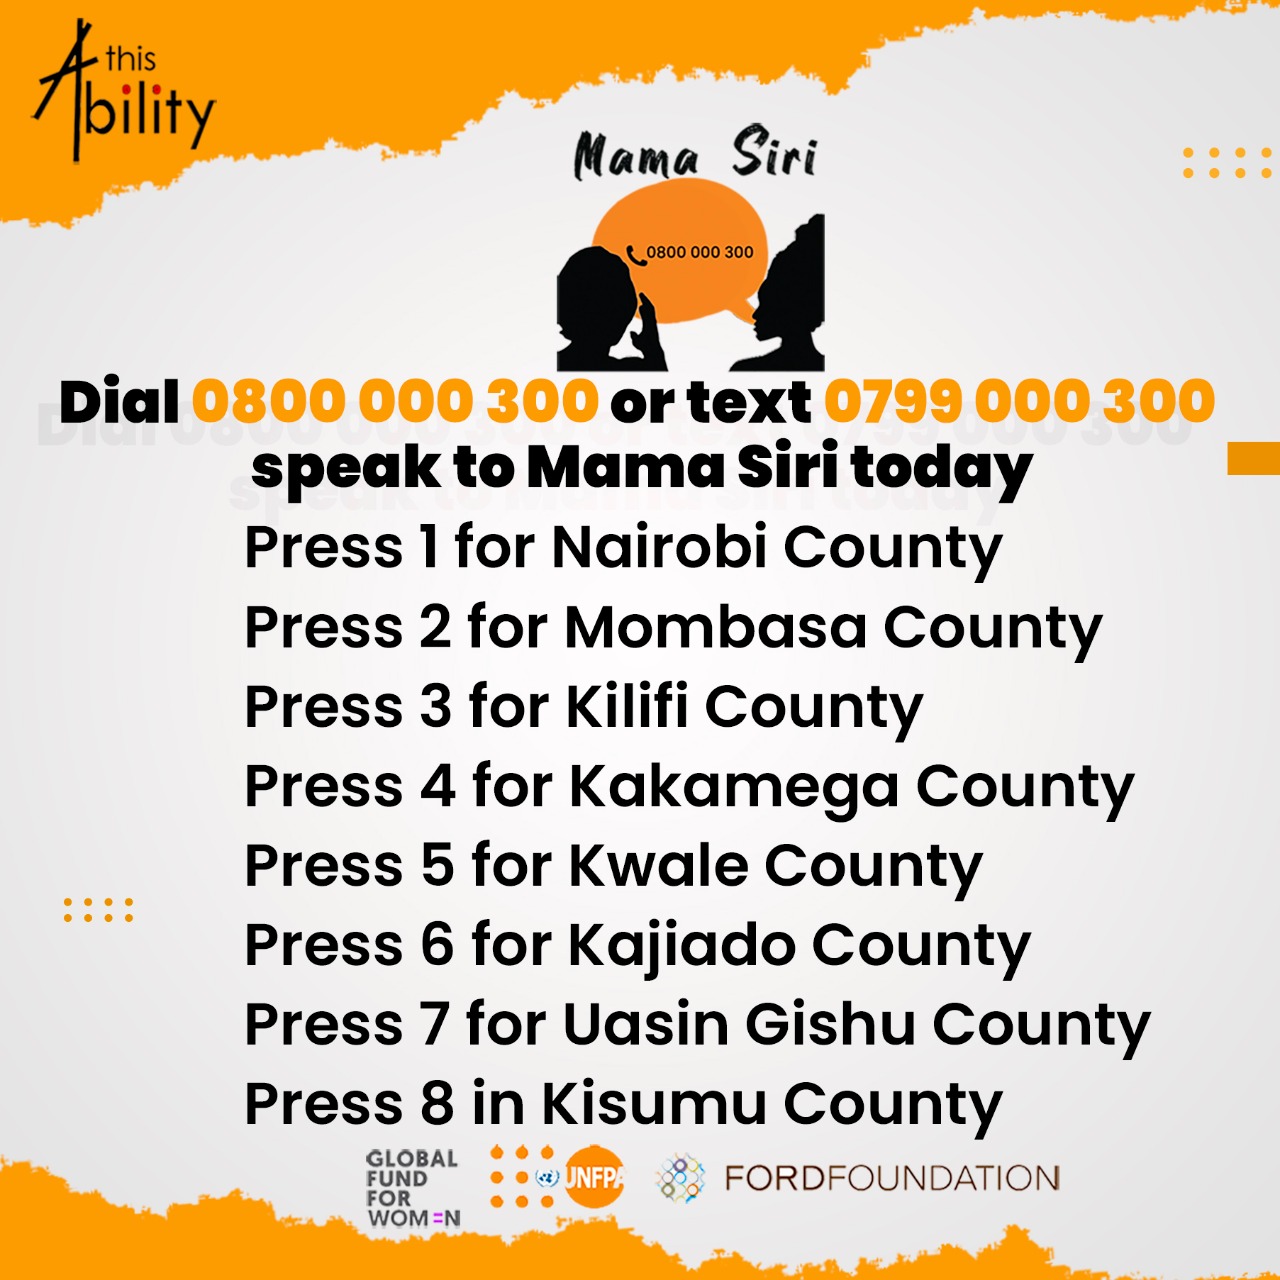 this
Ability
Mama Siri
0800 000 300
Dial 0800 000 300 or text 0799 000 300
speak to Mama Siri today
Press 1 for Nairobi County
Press 2 for Mombasa County
Press 3 for Kilifi County
Press 4 for Kakamega County
Press 5 for Kwale County
Press 6 for Kajiado County
Press 7 for Uasin Gishu County
Press 8 in Kisumu County
GLOBAL
FUND
FOR
WOMEN
UNFPA
FORDFOUNDATION